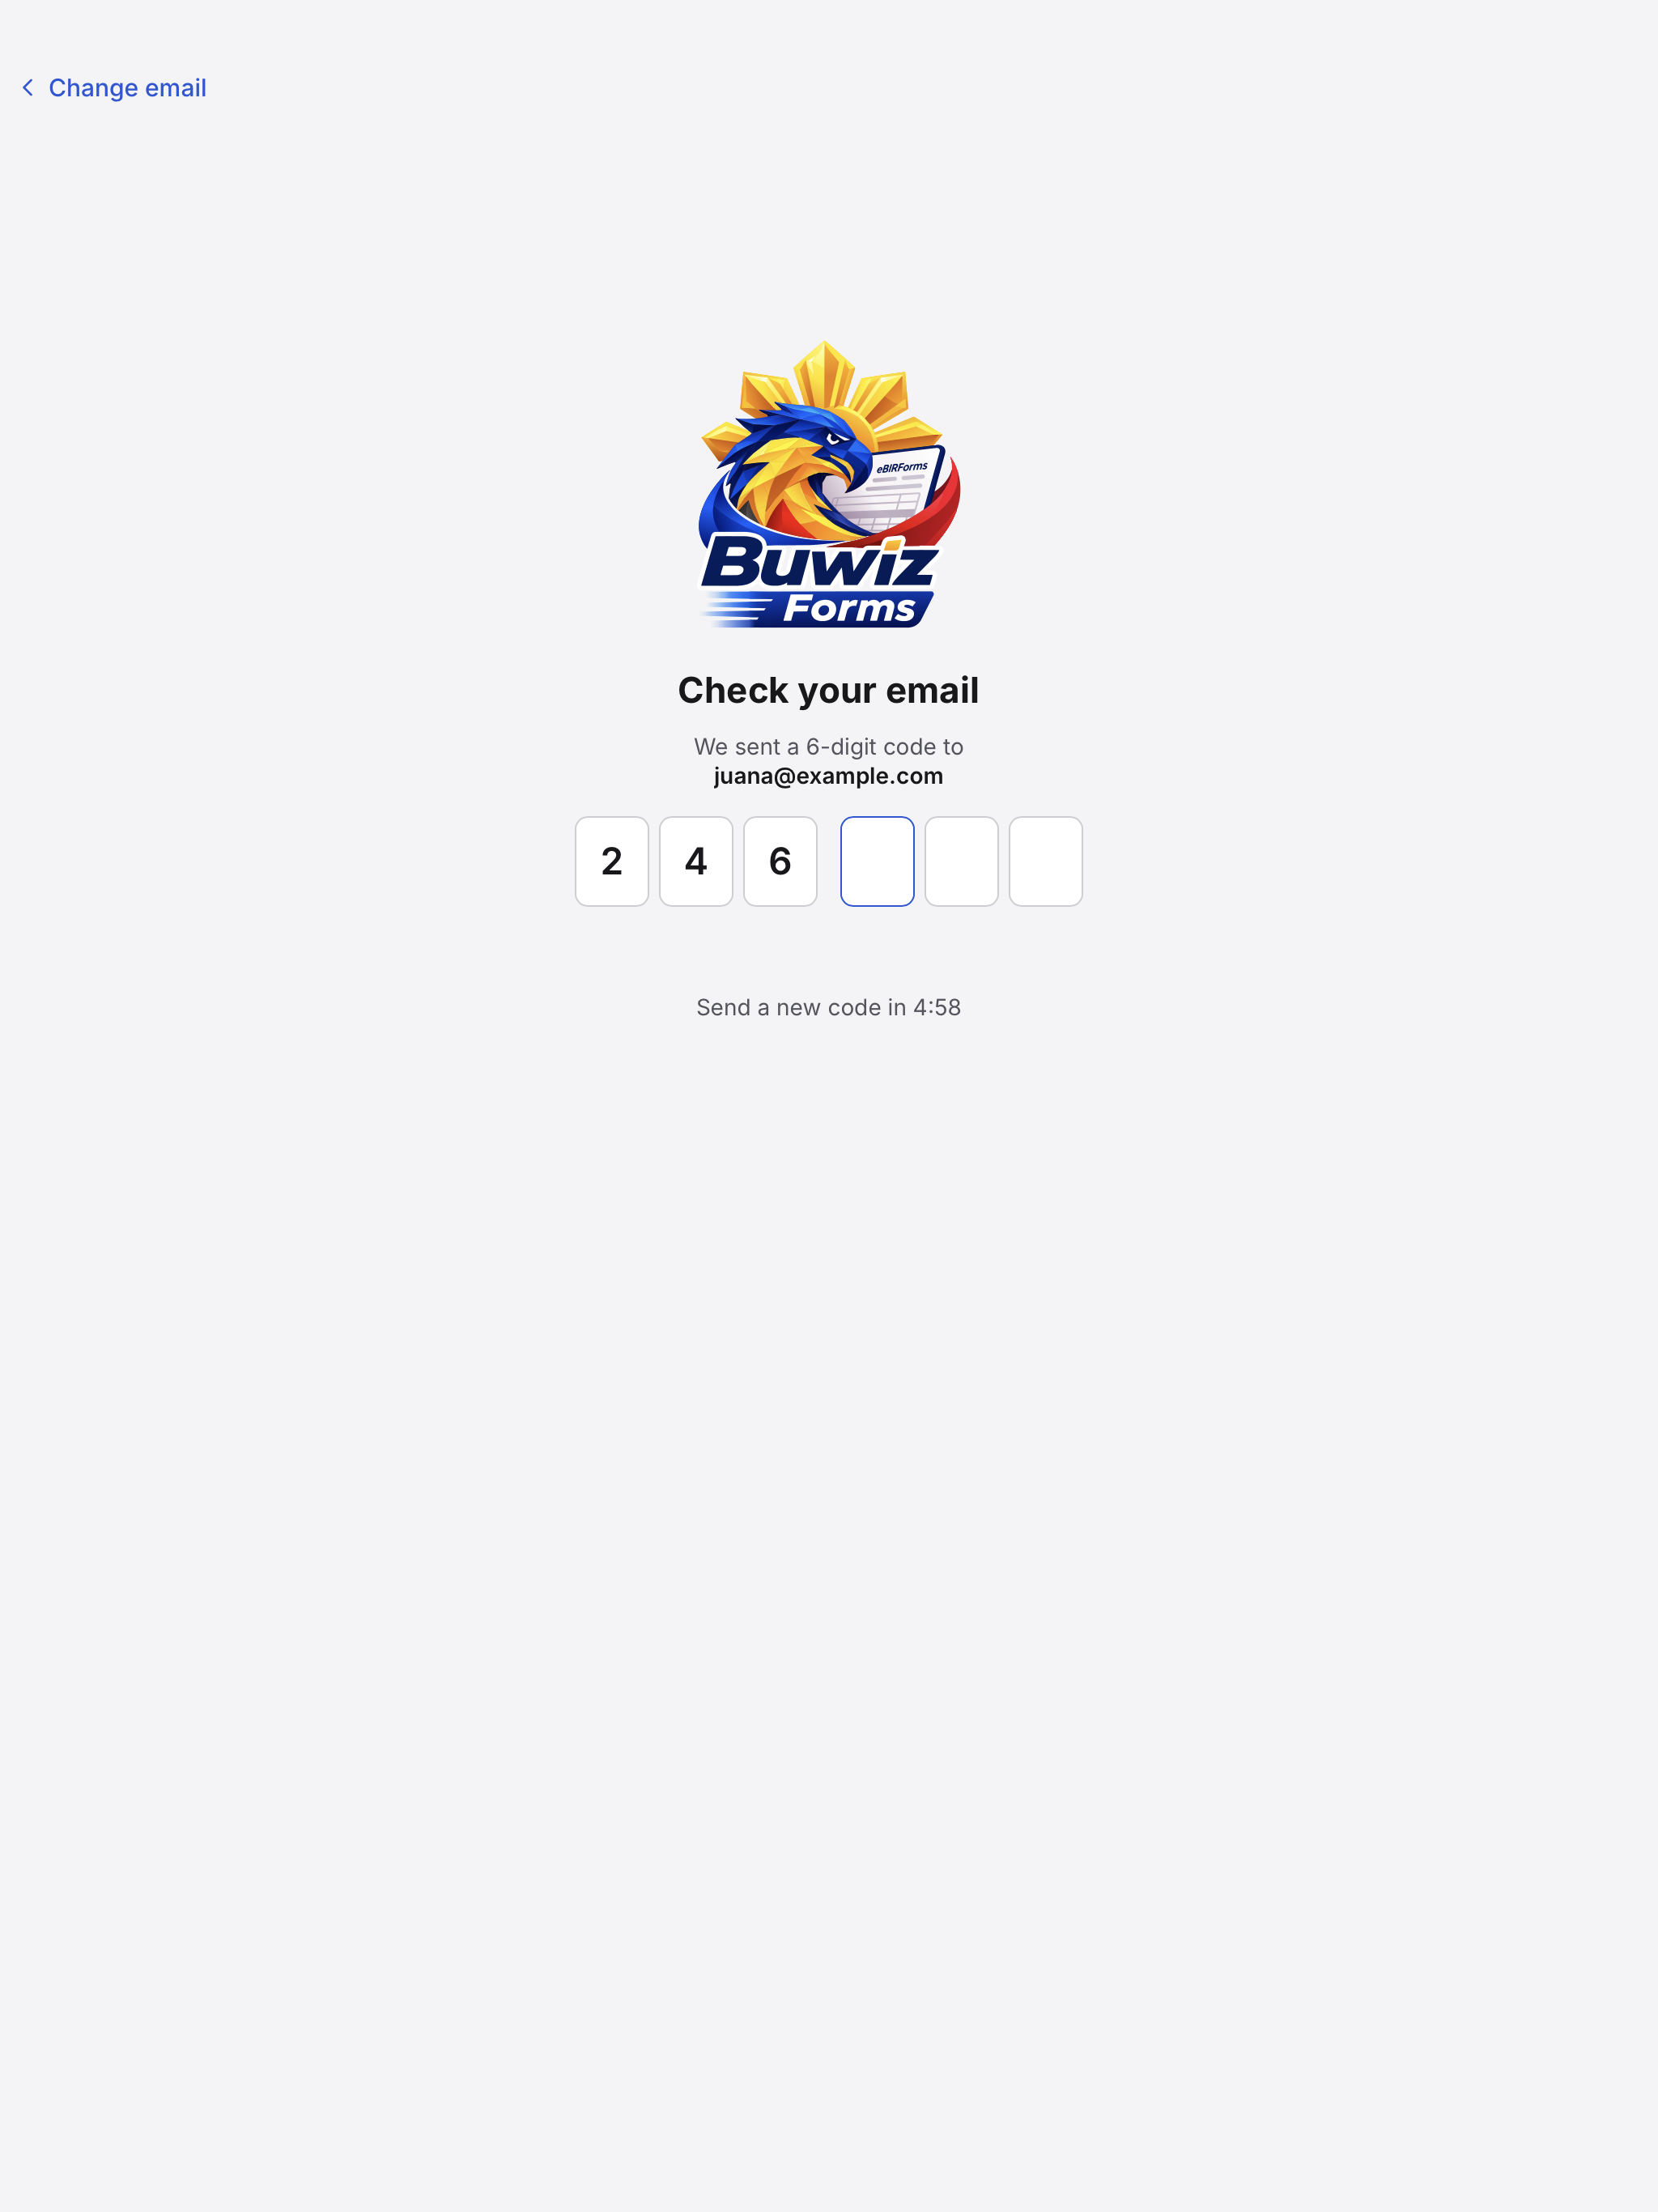 Change email
eBIRForms
Buwiz
Forms
Check your email
We sent a 6-digit code to
juana@example.com
2 4 6
Send a new code in 4:58